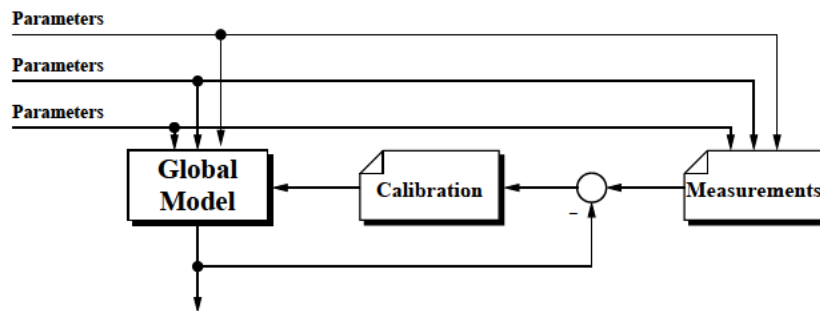 Parameters
Parameters
Parameters
Global
Model
Calibration
Measurements
–